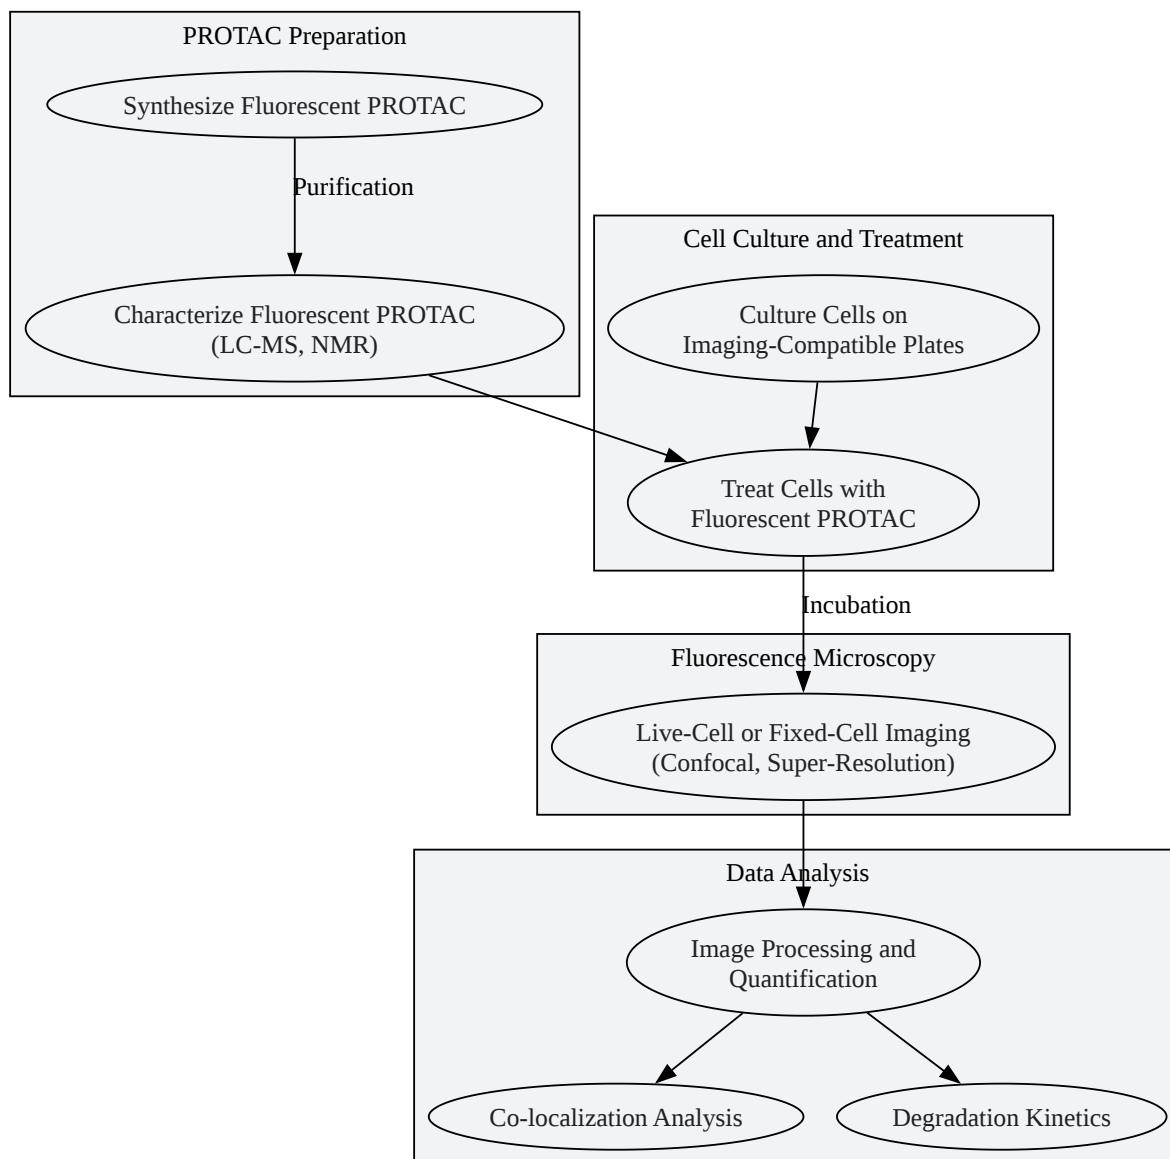 PROTAC Preparation
Synthesize Fluorescent PROTAC
Purification
Characterize Fluorescent PROTAC
(LC-MS, NMR)
Cell Culture and Treatment
Culture Cells on
Imaging-Compatible Plates
Treat Cells with
Fluorescent PROTAC
Incubation
Fluorescence Microscopy
Live-Cell or Fixed-Cell Imaging
(Confocal, Super-Resolution)
Data Analysis
Image Processing and
Quantification
Co-localization Analysis
Degradation Kinetics